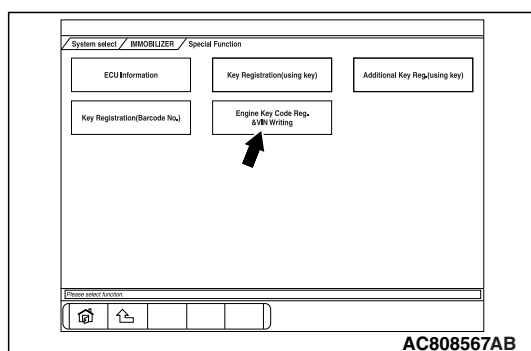 System select / IMMOBILIZER / Special Function
ECU Information
Key Registration(using key)
Additional Key Reg.(using key)
Key Registration(Barcode No.)
Engine Key Code Reg.
&VIN Writing
Please select function.
AC808567AB